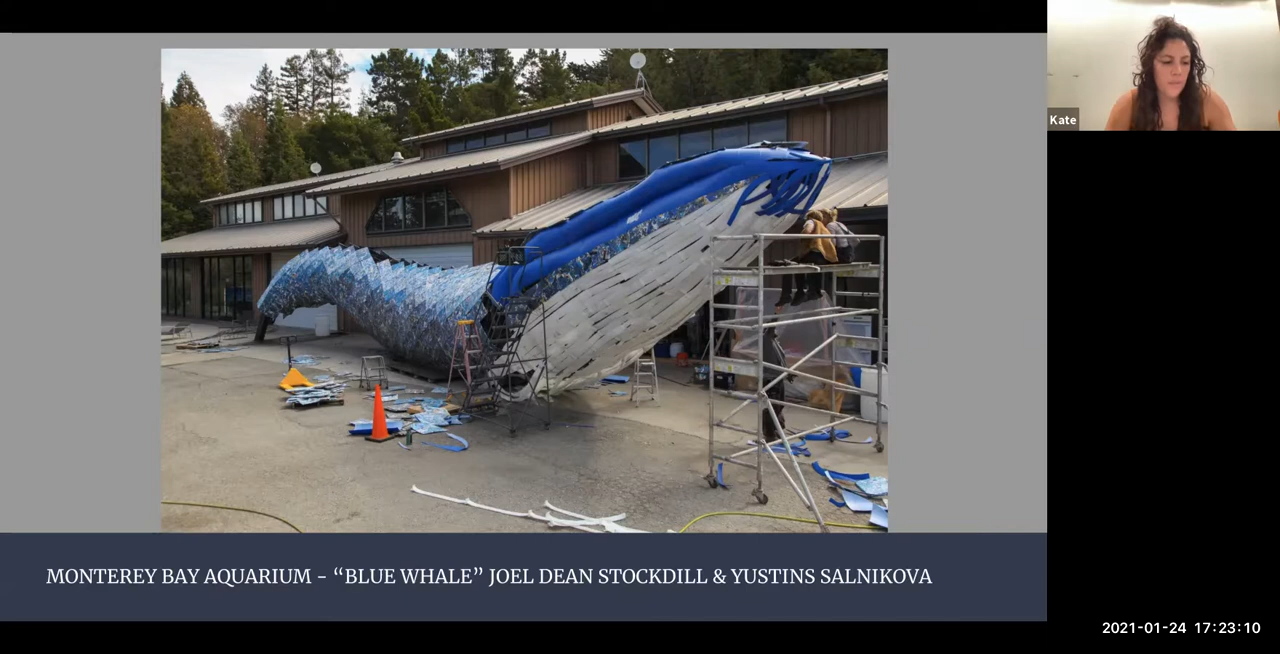 Kate
MONTEREY BAY AQUARIUM – “BLUE WHALE” JOEL DEAN STOCKDILL & YUSTINS SALNIKOVA
2021-01-24 17:23:10